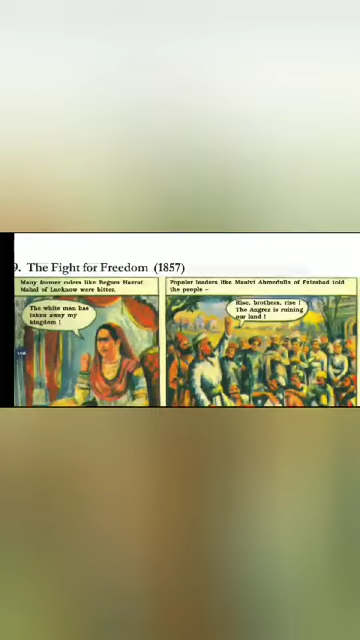 9. The Fight for Freedom (1857)
Many former rulers like Begum Hazrat
Mahal of Lucknow were bitter.
The white man has
taken away my
kingdom !
Popular leaders like Maulvi Ahmedulla of Faizabad told
the people –
Rise, brothers, rise !
The Angrez is ruining
our land !